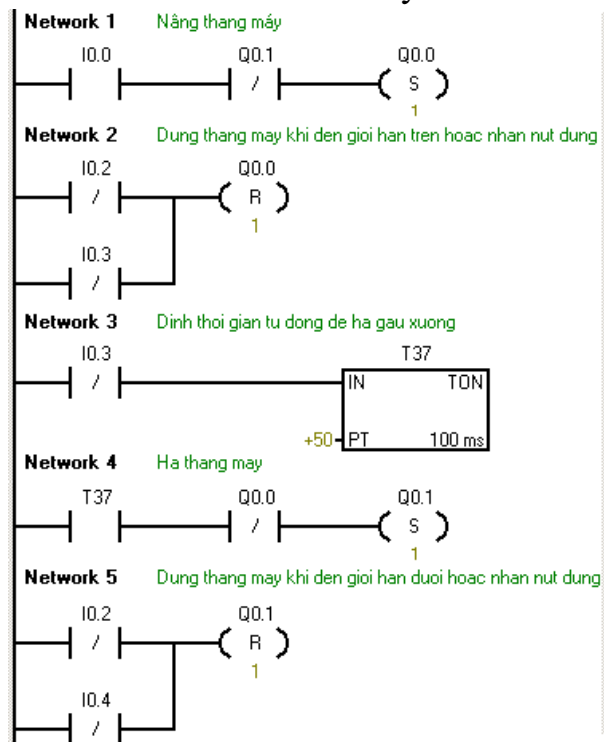 Network 1 Nâng thang máy
I0.0 Q0.1 Q0.0
/ S
1
Network 2 Dung thang may khi den gioi han tren hoac nhan nut dung
I0.2 Q0.0
/ R
1
I0.3
/
Network 3 Dinh thoi gian tu dong de ha gau xuong
I0.3 T37
/ IN TON
+50 PT 100 ms
Network 4 Ha thang may
T37 Q0.0 Q0.1
/ S
1
Network 5 Dung thang may khi den gioi han duoi hoac nhan nut dung
I0.2 Q0.1
/ R
1
I0.4
/